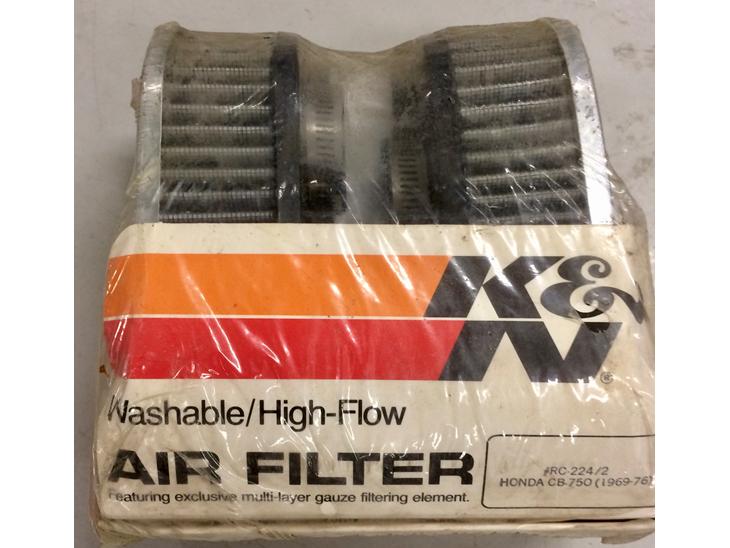 K&N®
Washable/High-Flow
AIR FILTER
Featuring exclusive multi-layer gauze filtering element.
#RC-224/2
HONDA CB-750 (1969-76)